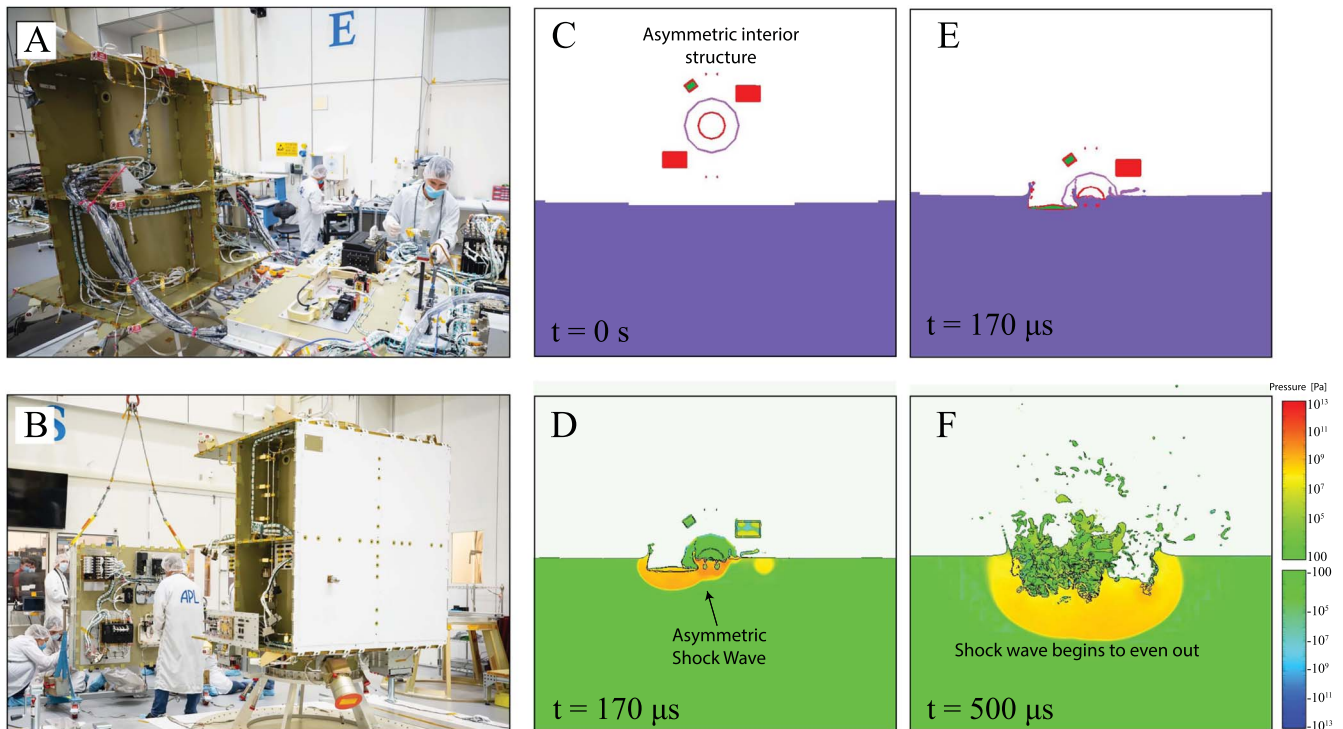 A
E
C
Asymmetric interior
structure
t = 0 s
E
t = 170 μs
B
S
APL
D
Asymmetric
Shock Wave
t = 170 μs
F
Shock wave begins to even out
t = 500 μs
Pressure [Pa]
10¹³
10¹¹
10⁹
10⁷
10⁵
100
-100
-10⁵
-10⁷
-10⁹
-10¹¹
-10¹³